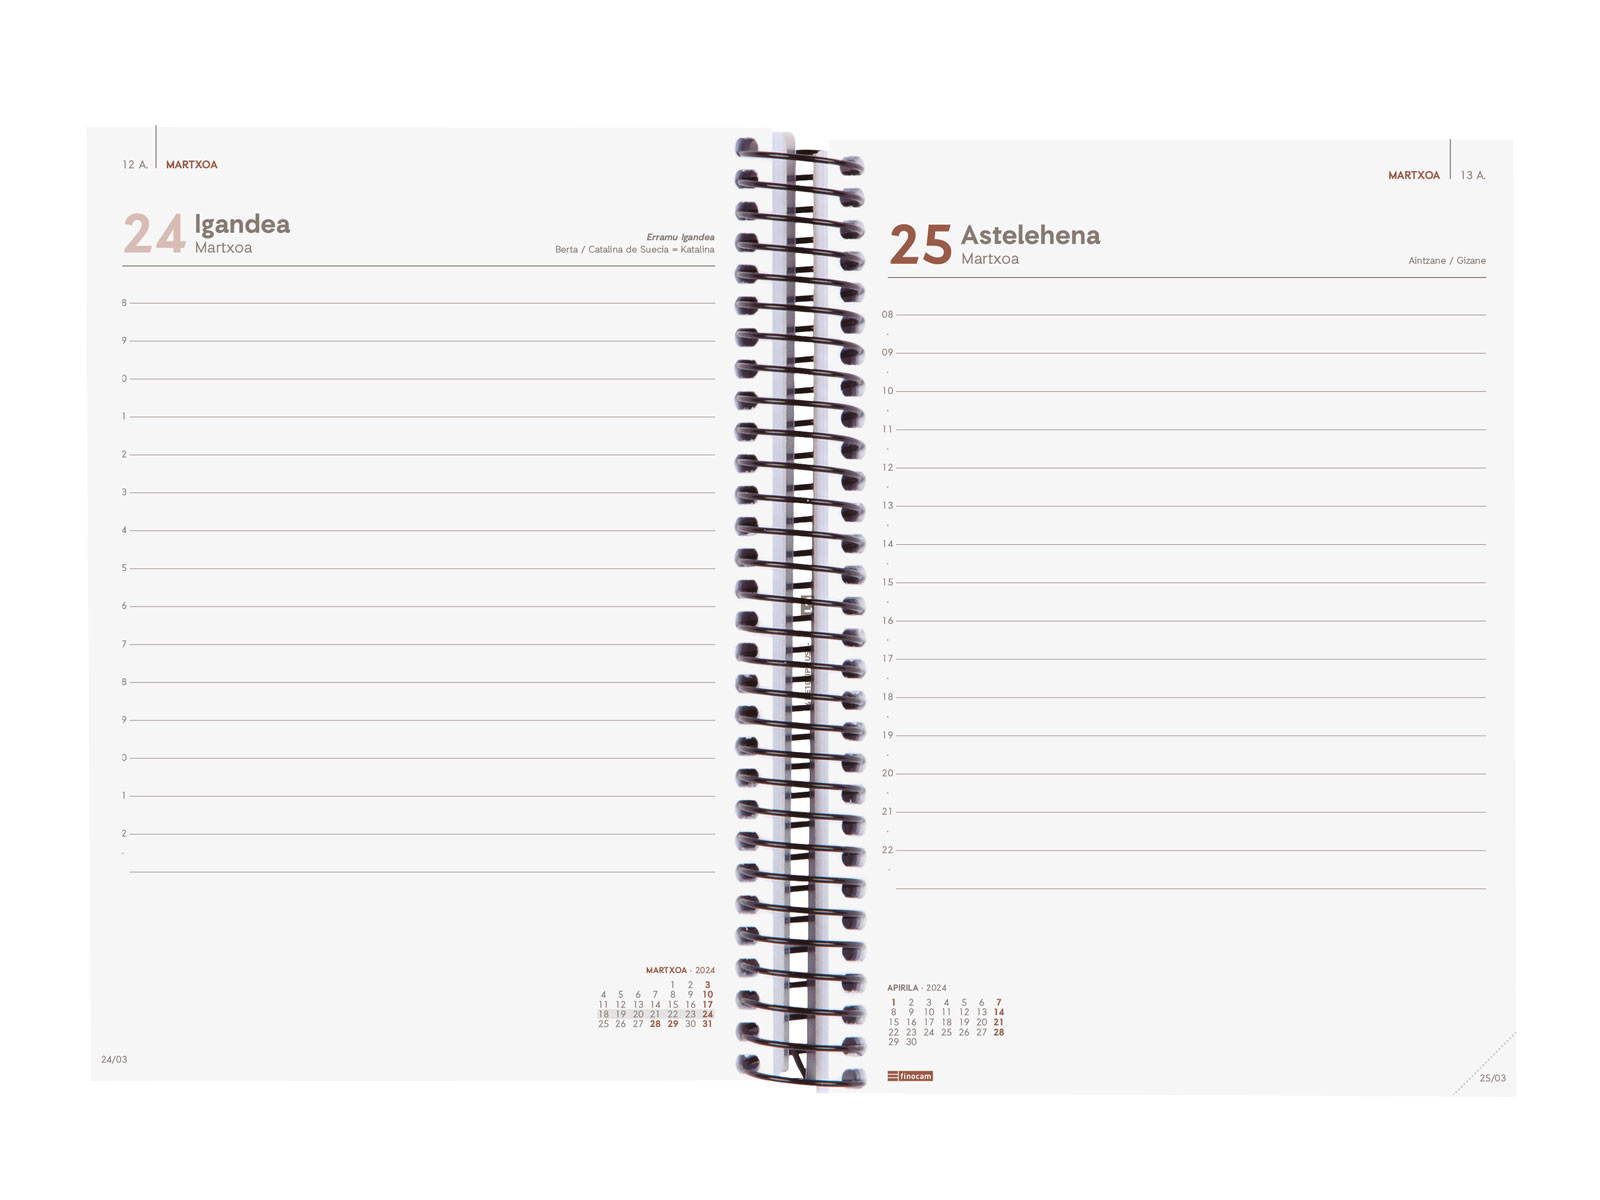 12 A. MARTXOA
24 Igandea
Martxoa
Erramu Igandea
Berta / Catalina de Suecia = Katalina
8
9
0
1
2
3
4
5
6
7
8
9
0
1
2
MARTXOA · 2024
1 2 3
4 5 6 7 8 9 10
11 12 13 14 15 16 17
18 19 20 21 22 23 24
25 26 27 28 29 30 31
24/03
MARTXOA 13 A.
25 Astelehena
Martxoa
Aintzane / Gizane
08
09
10
11
12
13
14
15
16
17
18
19
20
21
22
APIRILA · 2024
1 2 3 4 5 6 7
8 9 10 11 12 13 14
15 16 17 18 19 20 21
22 23 24 25 26 27 28
29 30
finocam
25/03